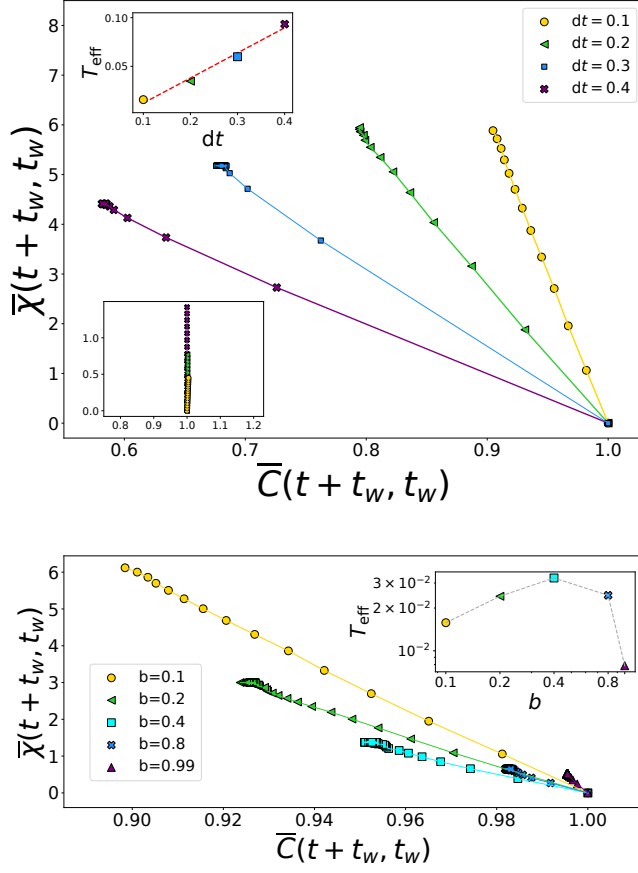 8
7
6
5
4
3
2
1
0
χ̅(t + t_w, t_w)
0.10
0.05
T_eff
0.1 0.2 0.3 0.4
dt
dt = 0.1
dt = 0.2
dt = 0.3
dt = 0.4
1.0
0.5
0.0
0.8 0.9 1.0 1.1 1.2
0.6 0.7 0.8 0.9 1.0
C̅(t + t_w, t_w)
6
5
4
3
2
1
0
χ̅(t + t_w, t_w)
3 × 10⁻²
2 × 10⁻²
10⁻²
T_eff
0.1 0.2 0.4 0.8 1.0
b
b=0.1
b=0.2
b=0.4
b=0.8
b=0.99
0.90 0.92 0.94 0.96 0.98 1.00
C̅(t + t_w, t_w)